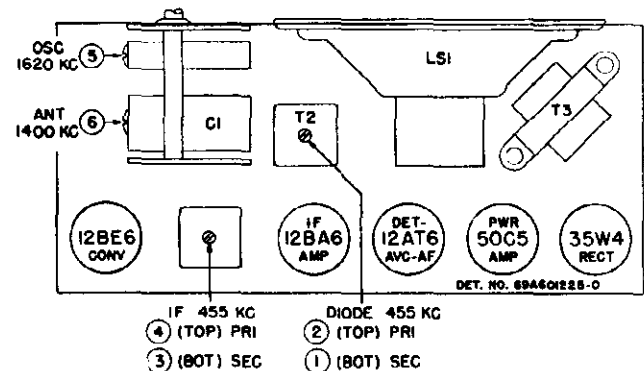 OSC
1620 KC 5
ANT
1400 KC 6
C1
T2
LS1
T3
12BE6
CONV
IF
12BA6
AMP
DET-
12AT6
AVC-AF
PWR
50C5
AMP
35W4
RECT
DET. NO. 69A601225-0
IF 455 KC
4 (TOP) PRI
3 (BOT) SEC
DIODE 455 KC
2 (TOP) PRI
1 (BOT) SEC